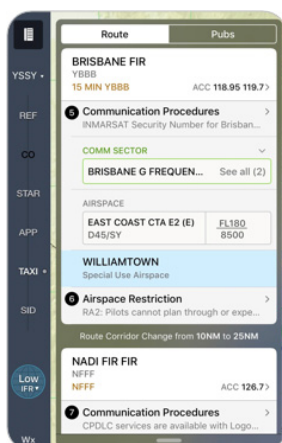 Route
Pubs
YSSY
REF
CO
STAR
APP
TAXI
SID
Low
IFR
Wx
BRISBANE FIR
YBBB
15 MIN YBBB
ACC 118.95 119.7>
5 Communication Procedures
INMARSAT Security Number for Brisban...
COMM SECTOR
BRISBANE G FREQUEN...
See all (2)
AIRSPACE
EAST COAST CTA E2 (E)
D45/SY
FL180
8500
WILLIAMTOWN
Special Use Airspace
6 Airspace Restriction
RA2: Pilots cannot plan through or expe...
Route Corridor Change from 10NM to 25NM
NADI FIR FIR
NFFF
NFFF
ACC 126.7>
7 Communication Procedures
CPDLC services are available with Logo...